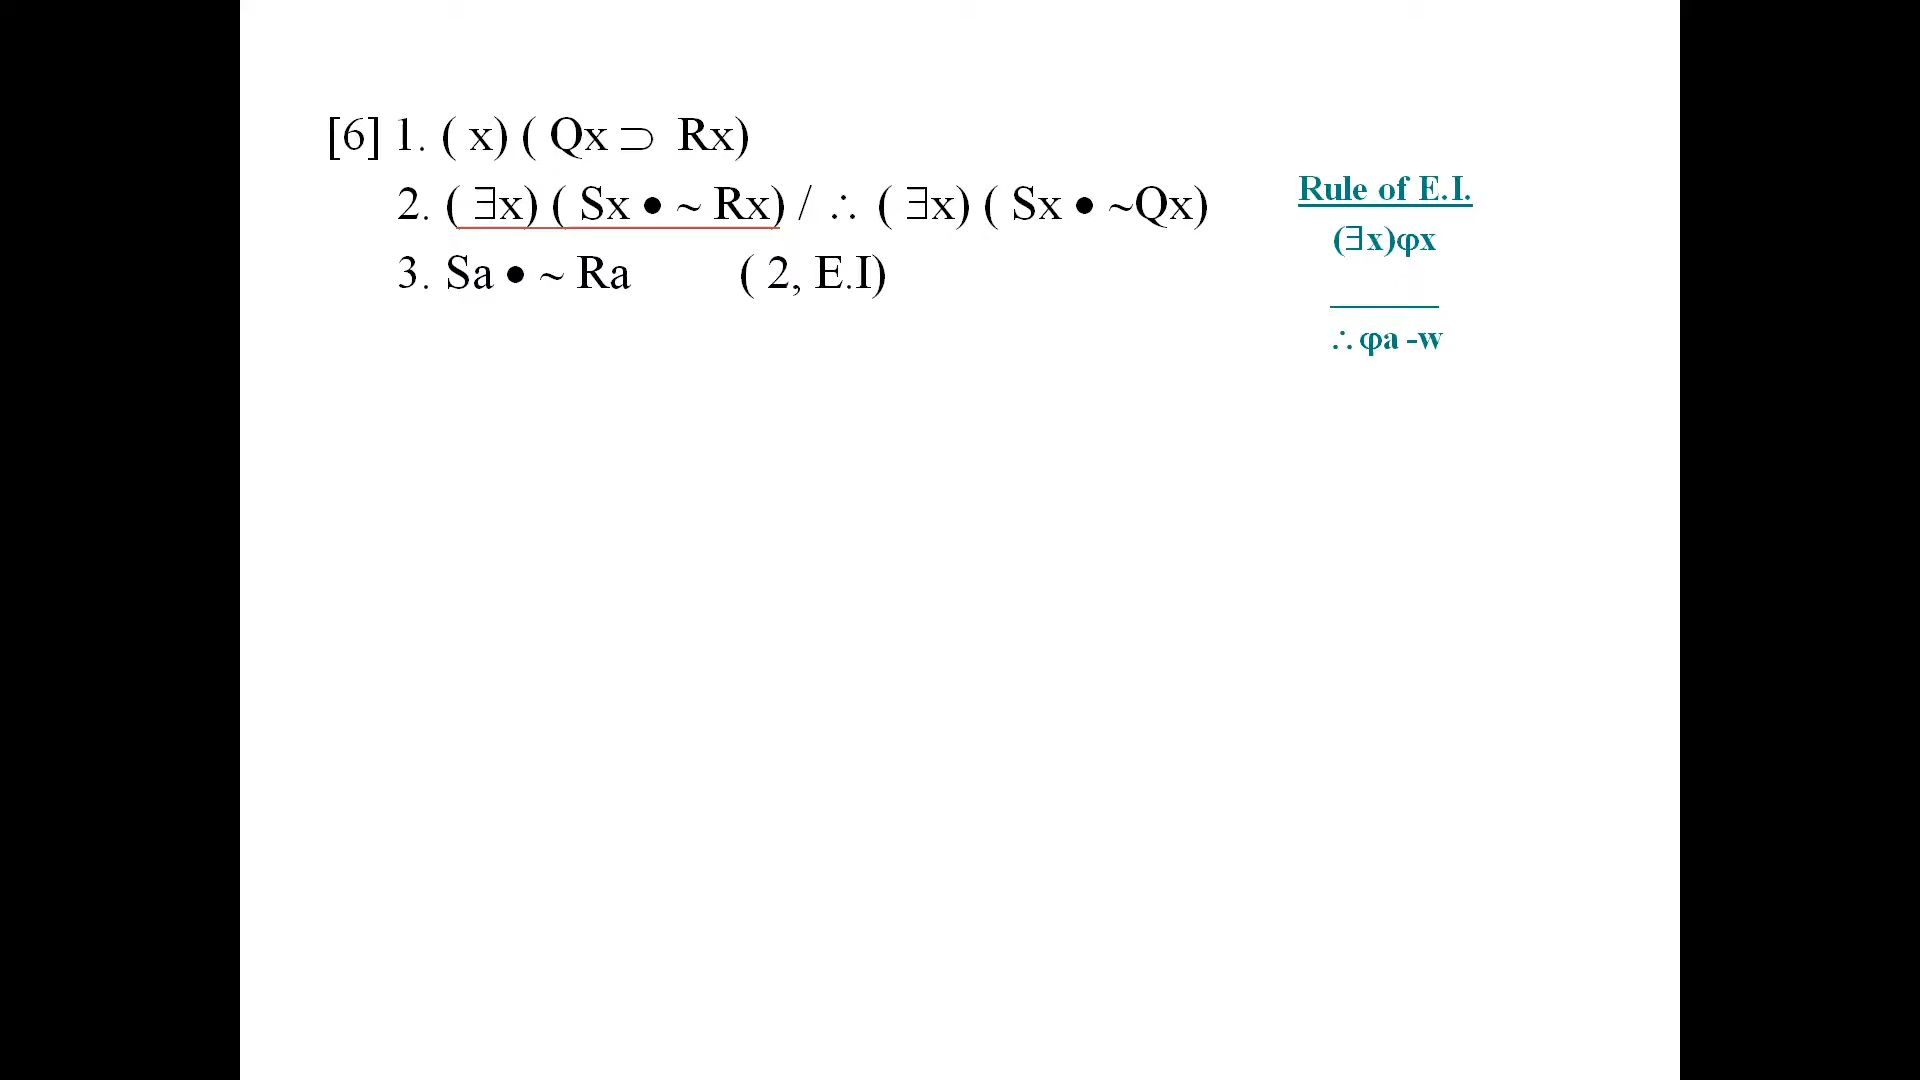 [6] 1. ( x) ( Qx ⊃ Rx)
2. ( ∃x) ( Sx • ~ Rx) / ∴ ( ∃x) ( Sx • ~Qx)
3. Sa • ~ Ra ( 2, E.I)
Rule of E.I.
(∃x)φx
∴φa -w